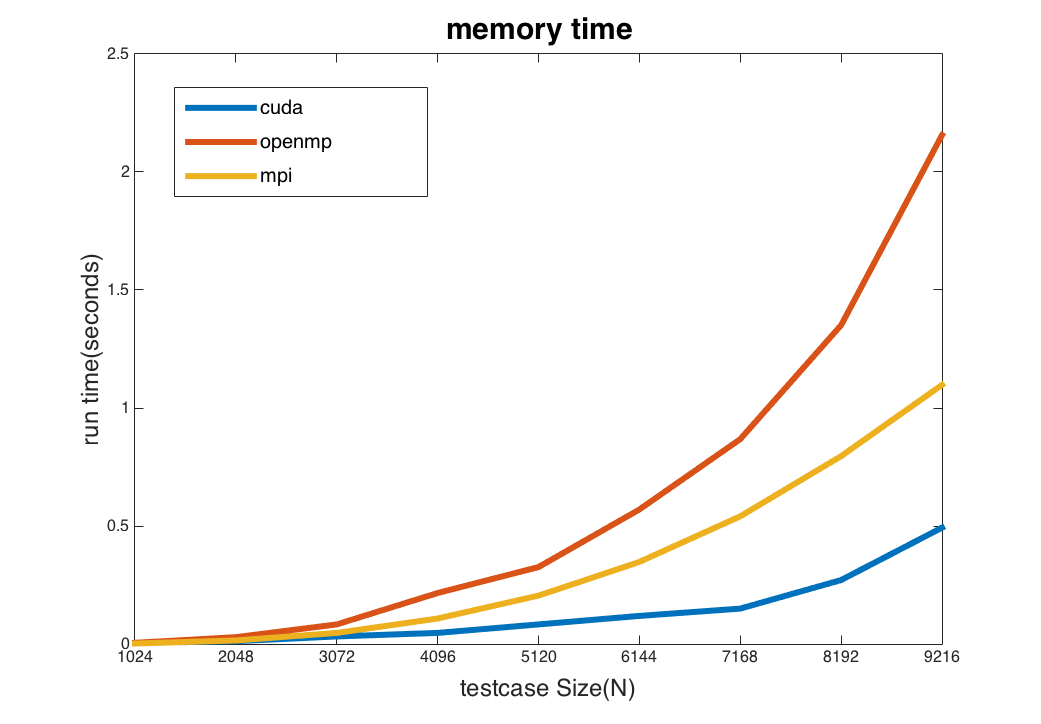 memory time
2.5
2
1.5
1
0.5
0
run time(seconds)
cuda
openmp
mpi
1024 2048 3072 4096 5120 6144 7168 8192 9216
testcase Size(N)